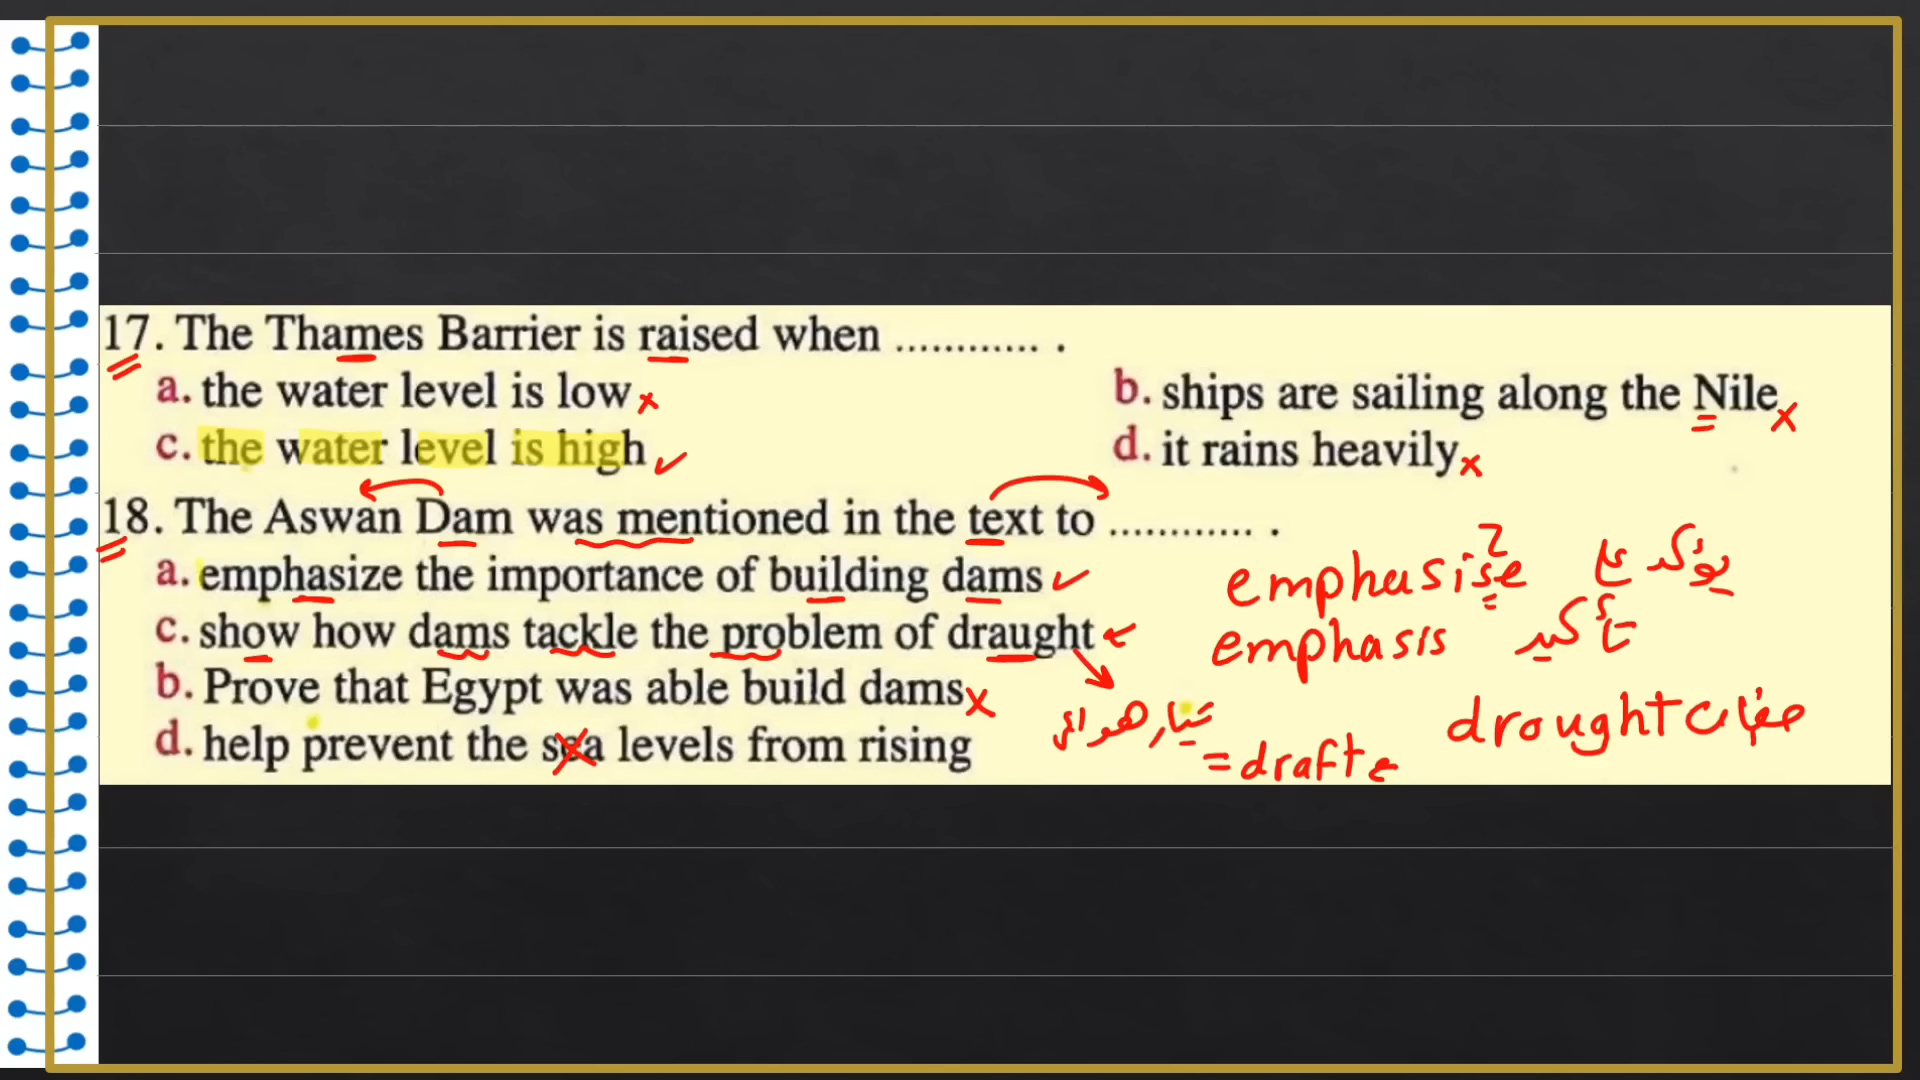 17. The Thames Barrier is raised when ............ .
a. the water level is low x
b. ships are sailing along the Nile x
c. the water level is high ✓
d. it rains heavily x
18. The Aswan Dam was mentioned in the text to ............ .
a. emphasize the importance of building dams ✓
emphasise z يؤكد ع
c. show how dams tackle the problem of draught
emphasis تأكيد
b. Prove that Egypt was able build dams x
تيار هوائي
drought جفاف
d. help prevent the sea levels from rising
= draft